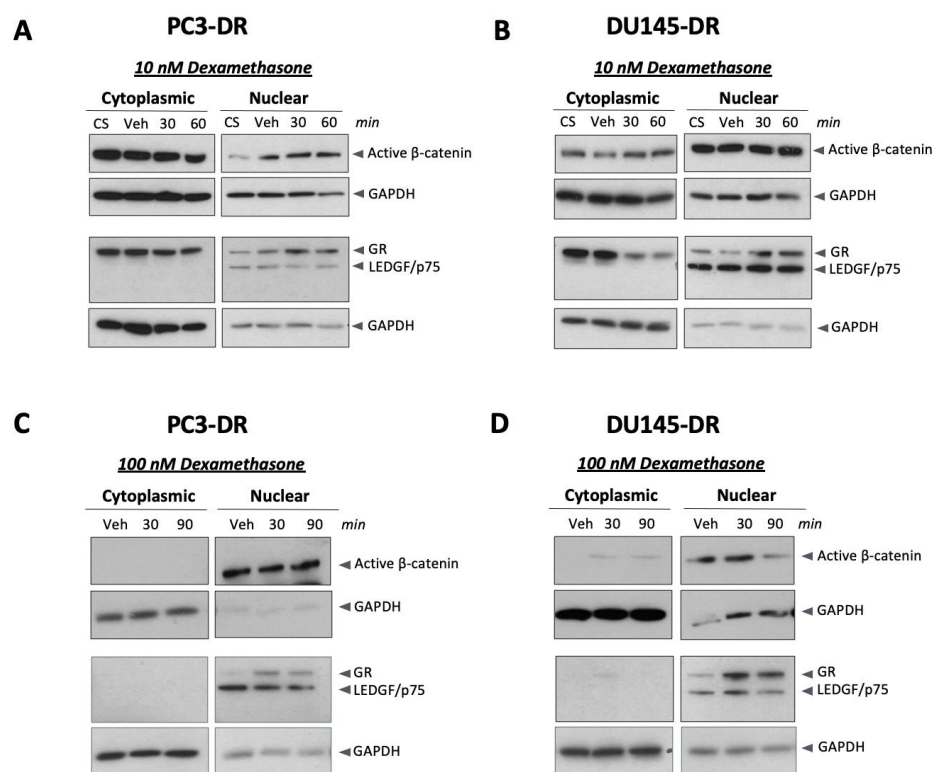 A
PC3-DR
10 nM Dexamethasone
Cytoplasmic Nuclear
CS Veh 30 60 CS Veh 30 60 min
Active β-catenin
GAPDH
GR
LEDGF/p75
GAPDH
B
DU145-DR
10 nM Dexamethasone
Cytoplasmic Nuclear
CS Veh 30 60 CS Veh 30 60 min
Active β-catenin
GAPDH
GR
LEDGF/p75
GAPDH
C
PC3-DR
100 nM Dexamethasone
Cytoplasmic Nuclear
Veh 30 90 Veh 30 90 min
Active β-catenin
GAPDH
GR
LEDGF/p75
GAPDH
D
DU145-DR
100 nM Dexamethasone
Cytoplasmic Nuclear
Veh 30 90 Veh 30 90 min
Active β-catenin
GAPDH
GR
LEDGF/p75
GAPDH